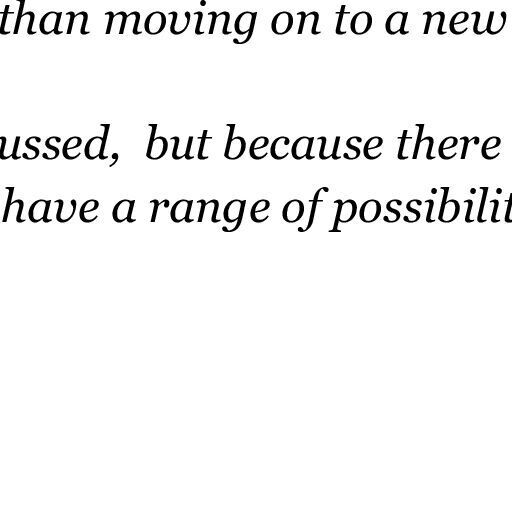 than moving on to a new
ussed,  but because there
have a range of possibilit